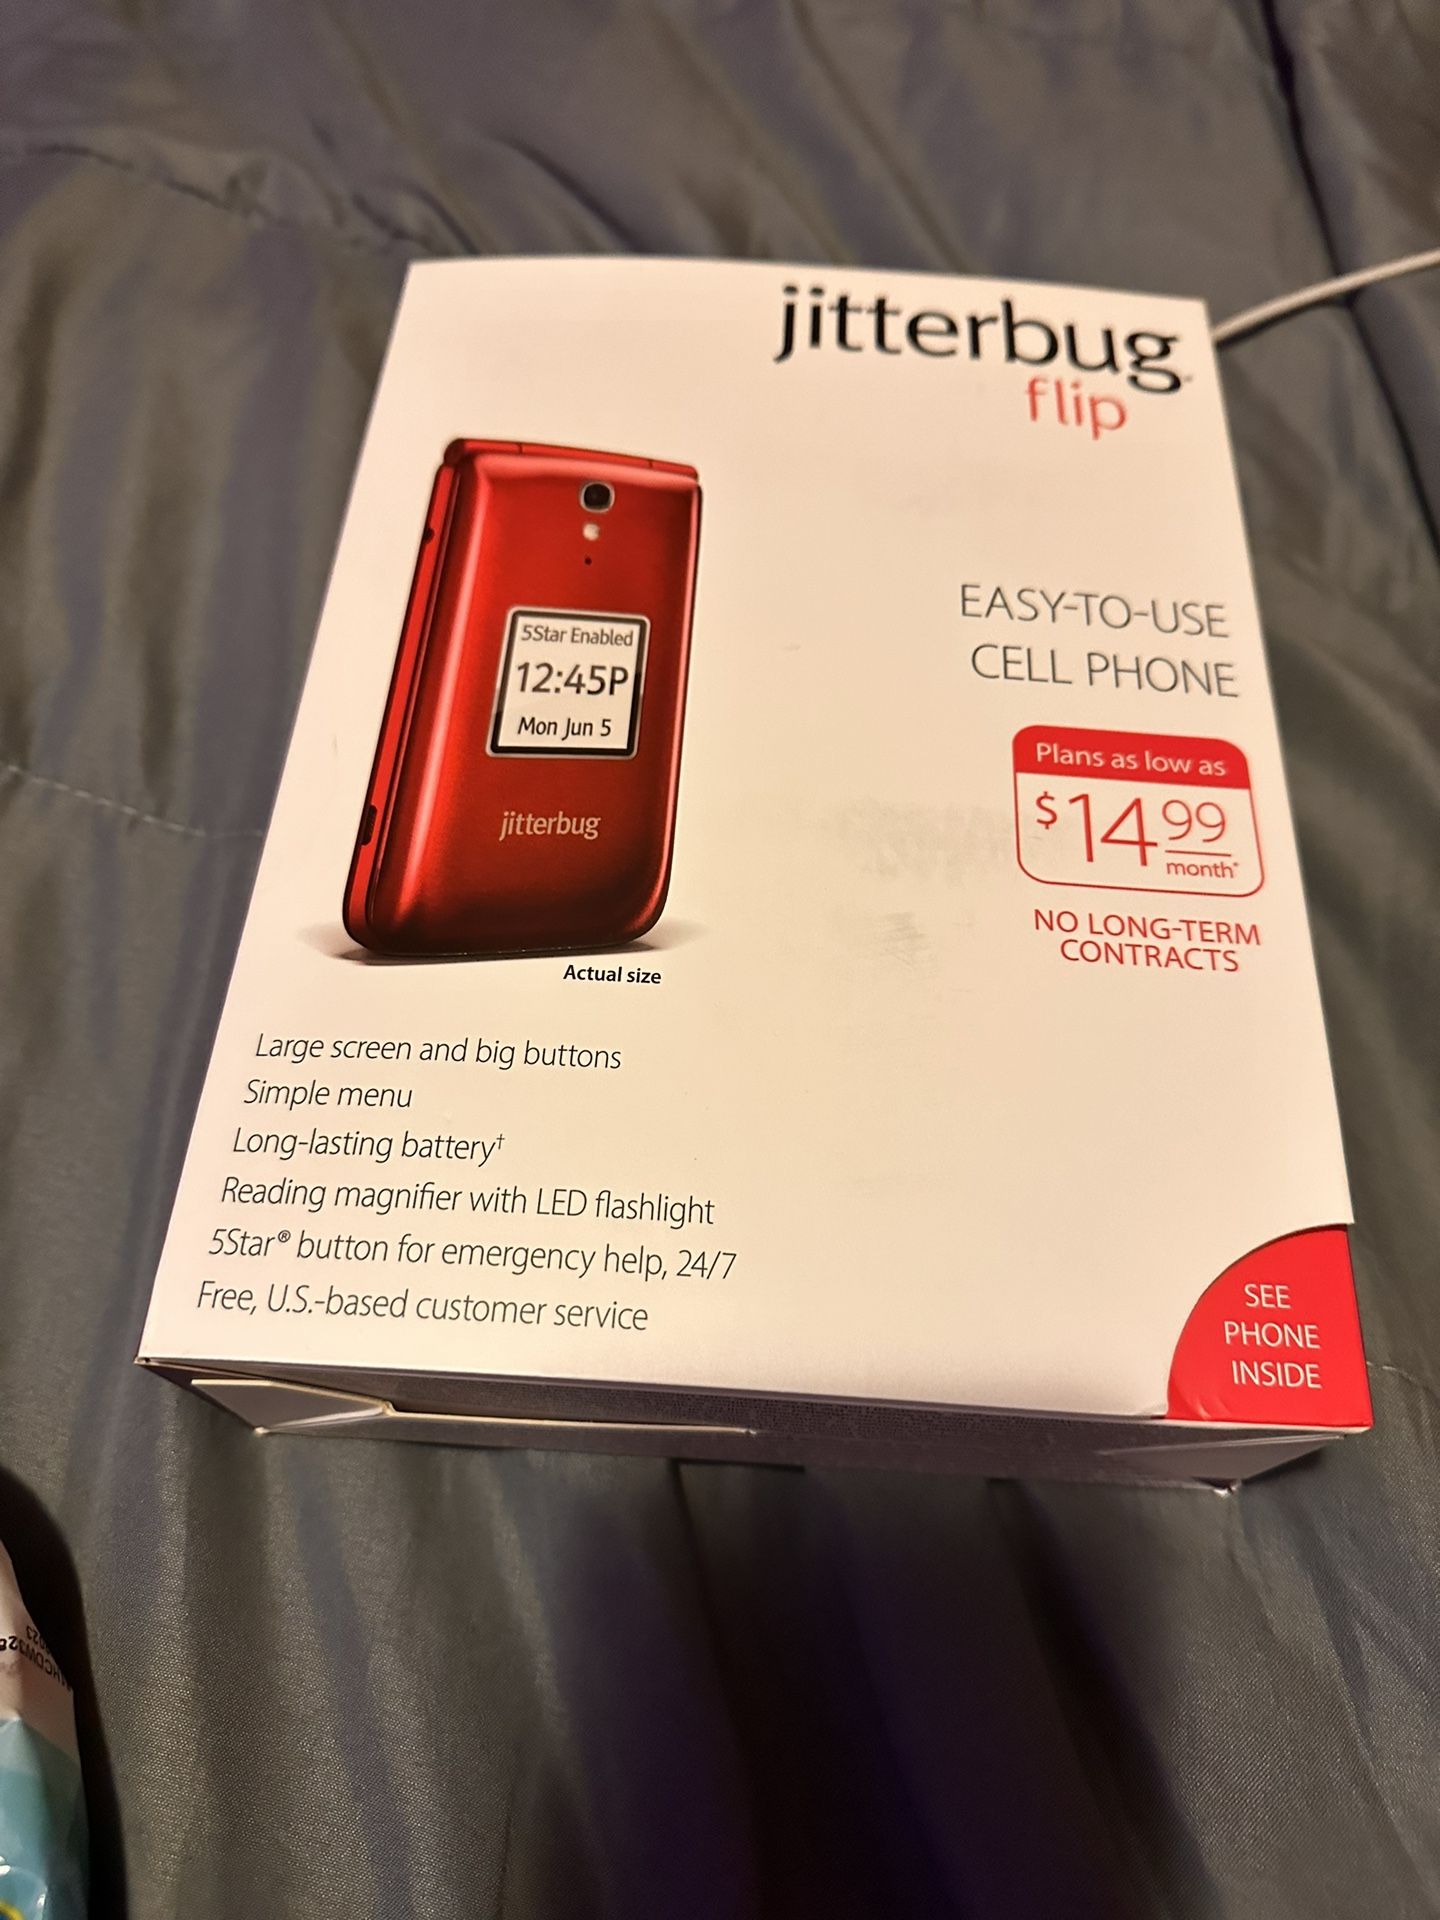 jitterbug
flip
5Star Enabled
12:45P
Mon Jun 5
jitterbug
Actual size
EASY-TO-USE
CELL PHONE
Plans as low as
$14 99
month*
NO LONG-TERM
CONTRACTS
Large screen and big buttons
Simple menu
Long-lasting battery†
Reading magnifier with LED flashlight
5Star® button for emergency help, 24/7
Free, U.S.-based customer service
SEE
PHONE
INSIDE